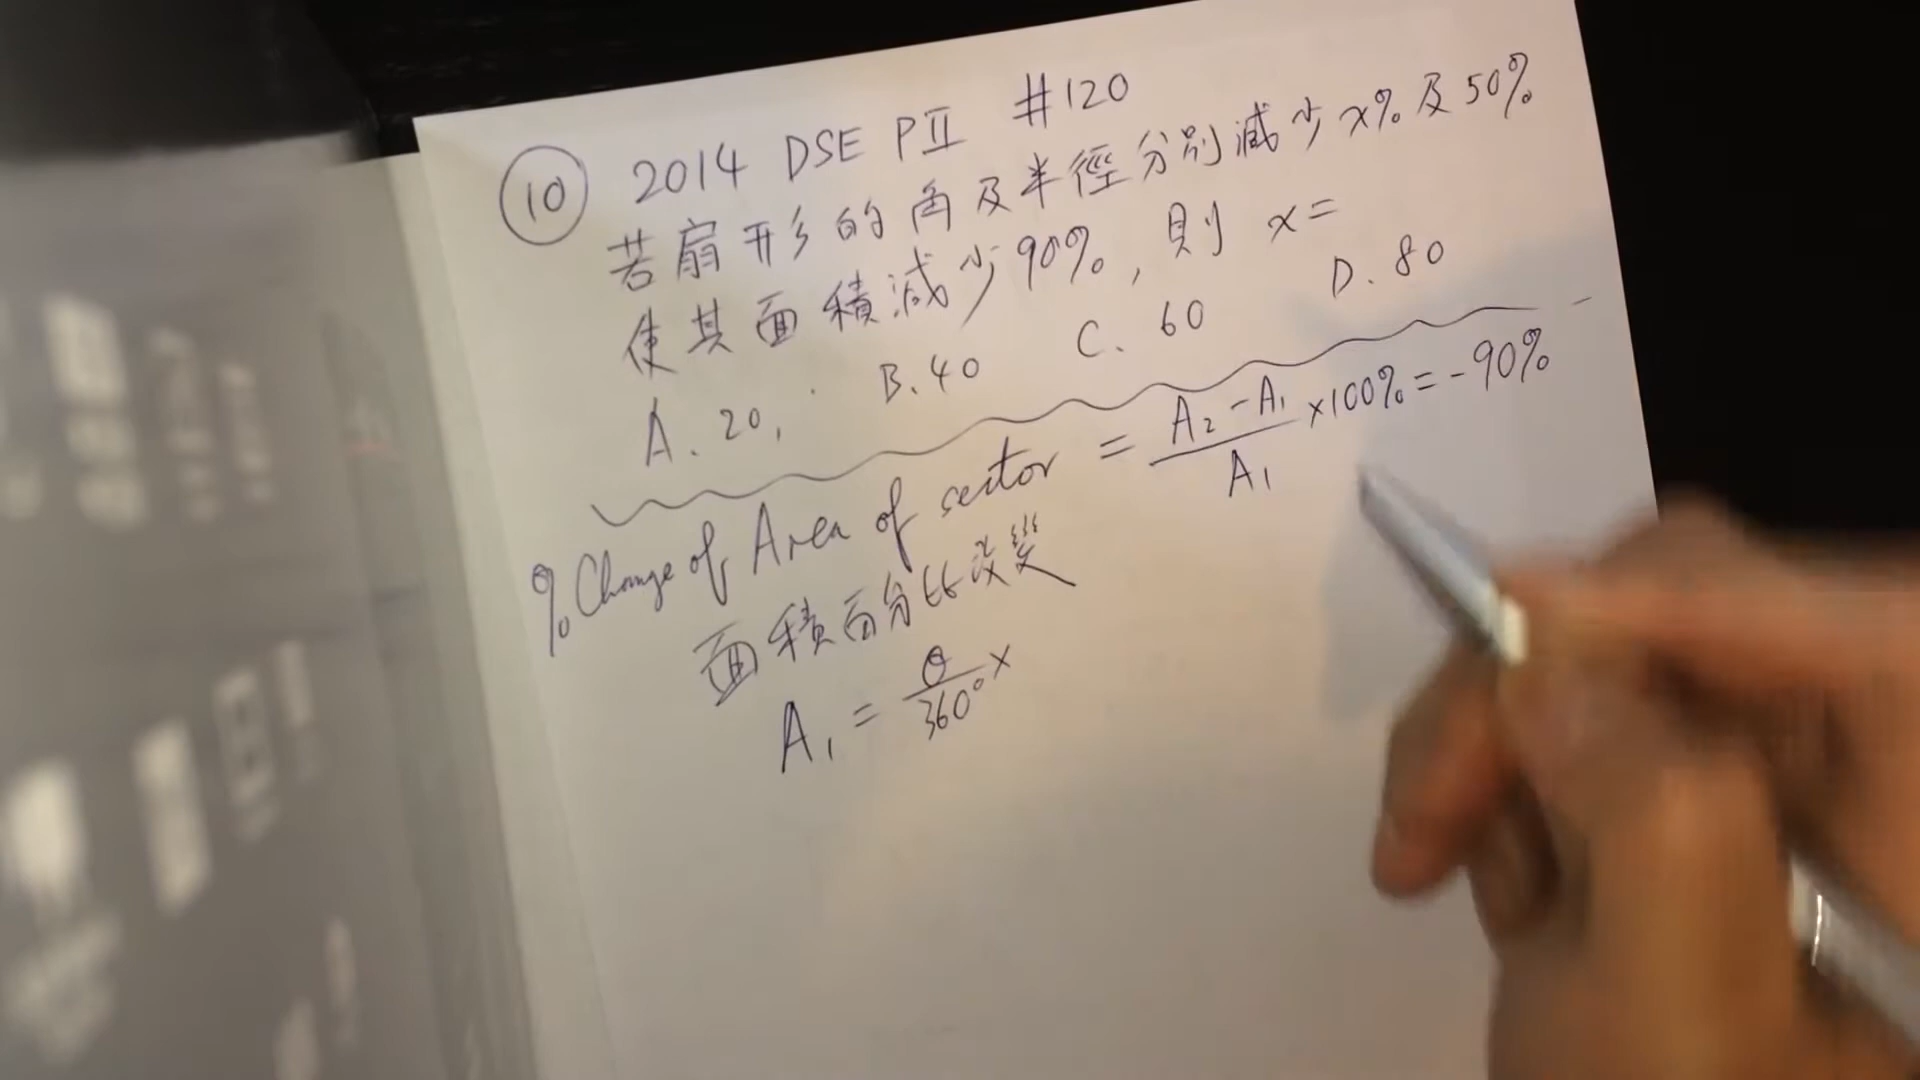 ⑩ 2014 DSE PⅡ #120
若扇形的角及半徑分別減少x%及50%
使其面積減少90%, 則 x=
A. 20, B. 40 C. 60 D. 80
% Change of Area of sector = (A₂ - A₁)/A₁ ×100% = -90%
面積百分比改變
A₁ = θ/360° ×